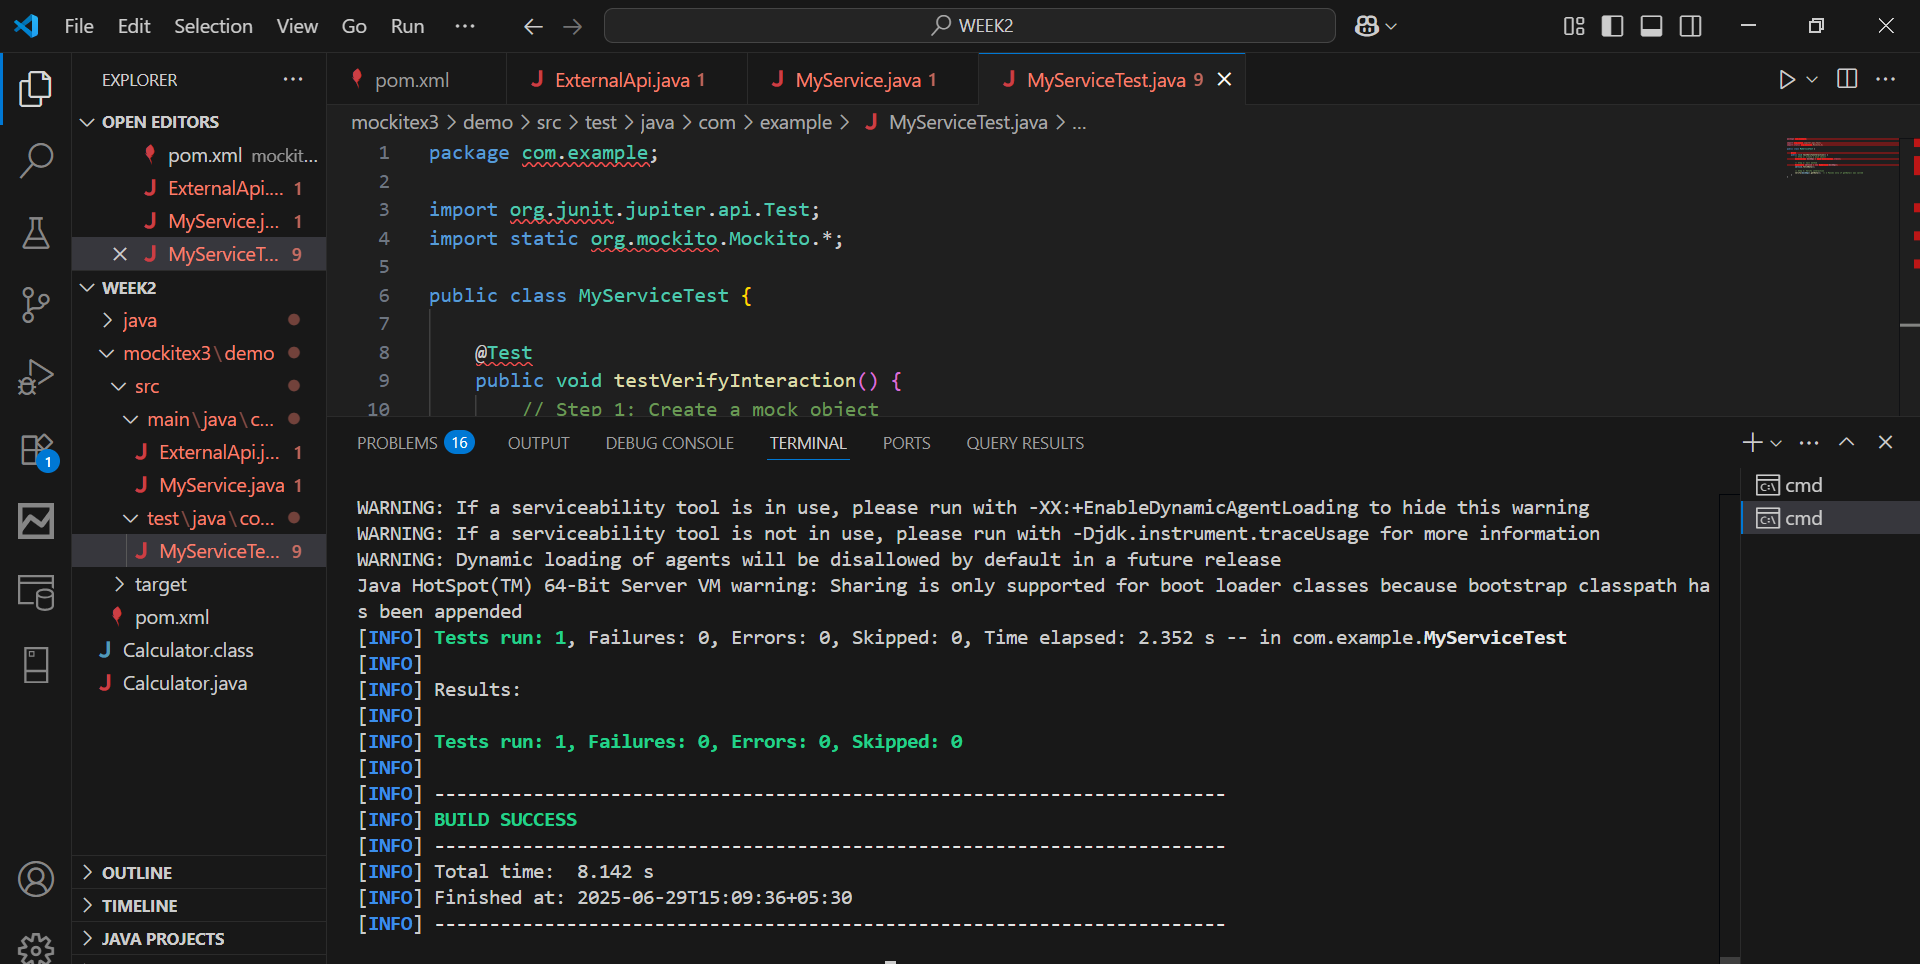 File Edit Selection View Go Run ··· WEEK2
EXPLORER ···
OPEN EDITORS
pom.xml mockit...
ExternalApi.... 1
MyService.j... 1
MyServiceT... 9
WEEK2
java
mockitex3\demo
src
main\java\c...
ExternalApi.j... 1
MyService.java 1
test\java\co...
MyServiceTe... 9
target
pom.xml
Calculator.class
Calculator.java
OUTLINE
TIMELINE
JAVA PROJECTS
1
pom.xml ExternalApi.java 1 MyService.java 1 MyServiceTest.java 9
mockitex3 > demo > src > test > java > com > example > MyServiceTest.java > ...
1 package com.example;
2
3 import org.junit.jupiter.api.Test;
4 import static org.mockito.Mockito.*;
5
6 public class MyServiceTest {
7
8 @Test
9 public void testVerifyInteraction() {
10 // Step 1: Create a mock object
PROBLEMS 16 OUTPUT DEBUG CONSOLE TERMINAL PORTS QUERY RESULTS
WARNING: If a serviceability tool is in use, please run with -XX:+EnableDynamicAgentLoading to hide this warning
WARNING: If a serviceability tool is not in use, please run with -Djdk.instrument.traceUsage for more information
WARNING: Dynamic loading of agents will be disallowed by default in a future release
Java HotSpot(TM) 64-Bit Server VM warning: Sharing is only supported for boot loader classes because bootstrap classpath ha
s been appended
[INFO] Tests run: 1, Failures: 0, Errors: 0, Skipped: 0, Time elapsed: 2.352 s -- in com.example.MyServiceTest
[INFO]
[INFO] Results:
[INFO]
[INFO] Tests run: 1, Failures: 0, Errors: 0, Skipped: 0
[INFO]
[INFO] ------------------------------------------------------------------------
[INFO] BUILD SUCCESS
[INFO] ------------------------------------------------------------------------
[INFO] Total time:  8.142 s
[INFO] Finished at: 2025-06-29T15:09:36+05:30
[INFO] ------------------------------------------------------------------------
cmd
cmd